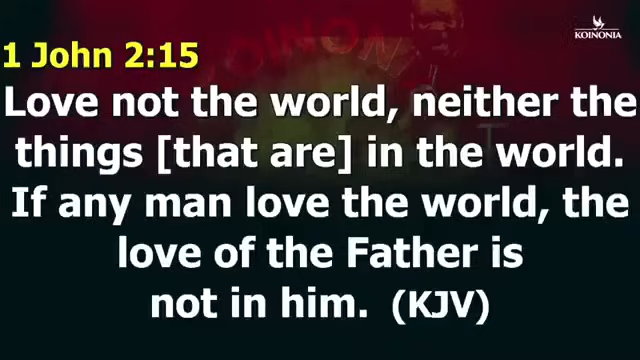 KOINONIA
1 John 2:15
Love not the world, neither the
things [that are] in the world.
If any man love the world, the
love of the Father is
not in him. (KJV)